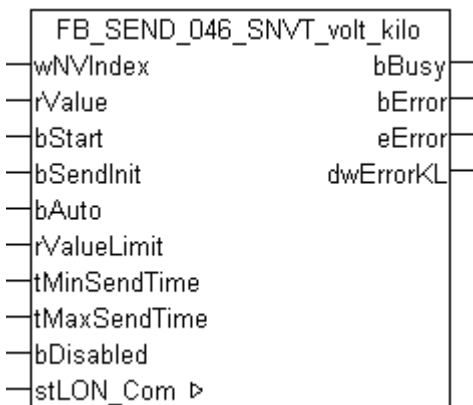 FB_SEND_046_SNVT_volt_kilo
wNVIndex bBusy
rValue bError
bStart eError
bSendInit dwErrorKL
bAuto
rValueLimit
tMinSendTime
tMaxSendTime
bDisabled
stLON_Com ▷